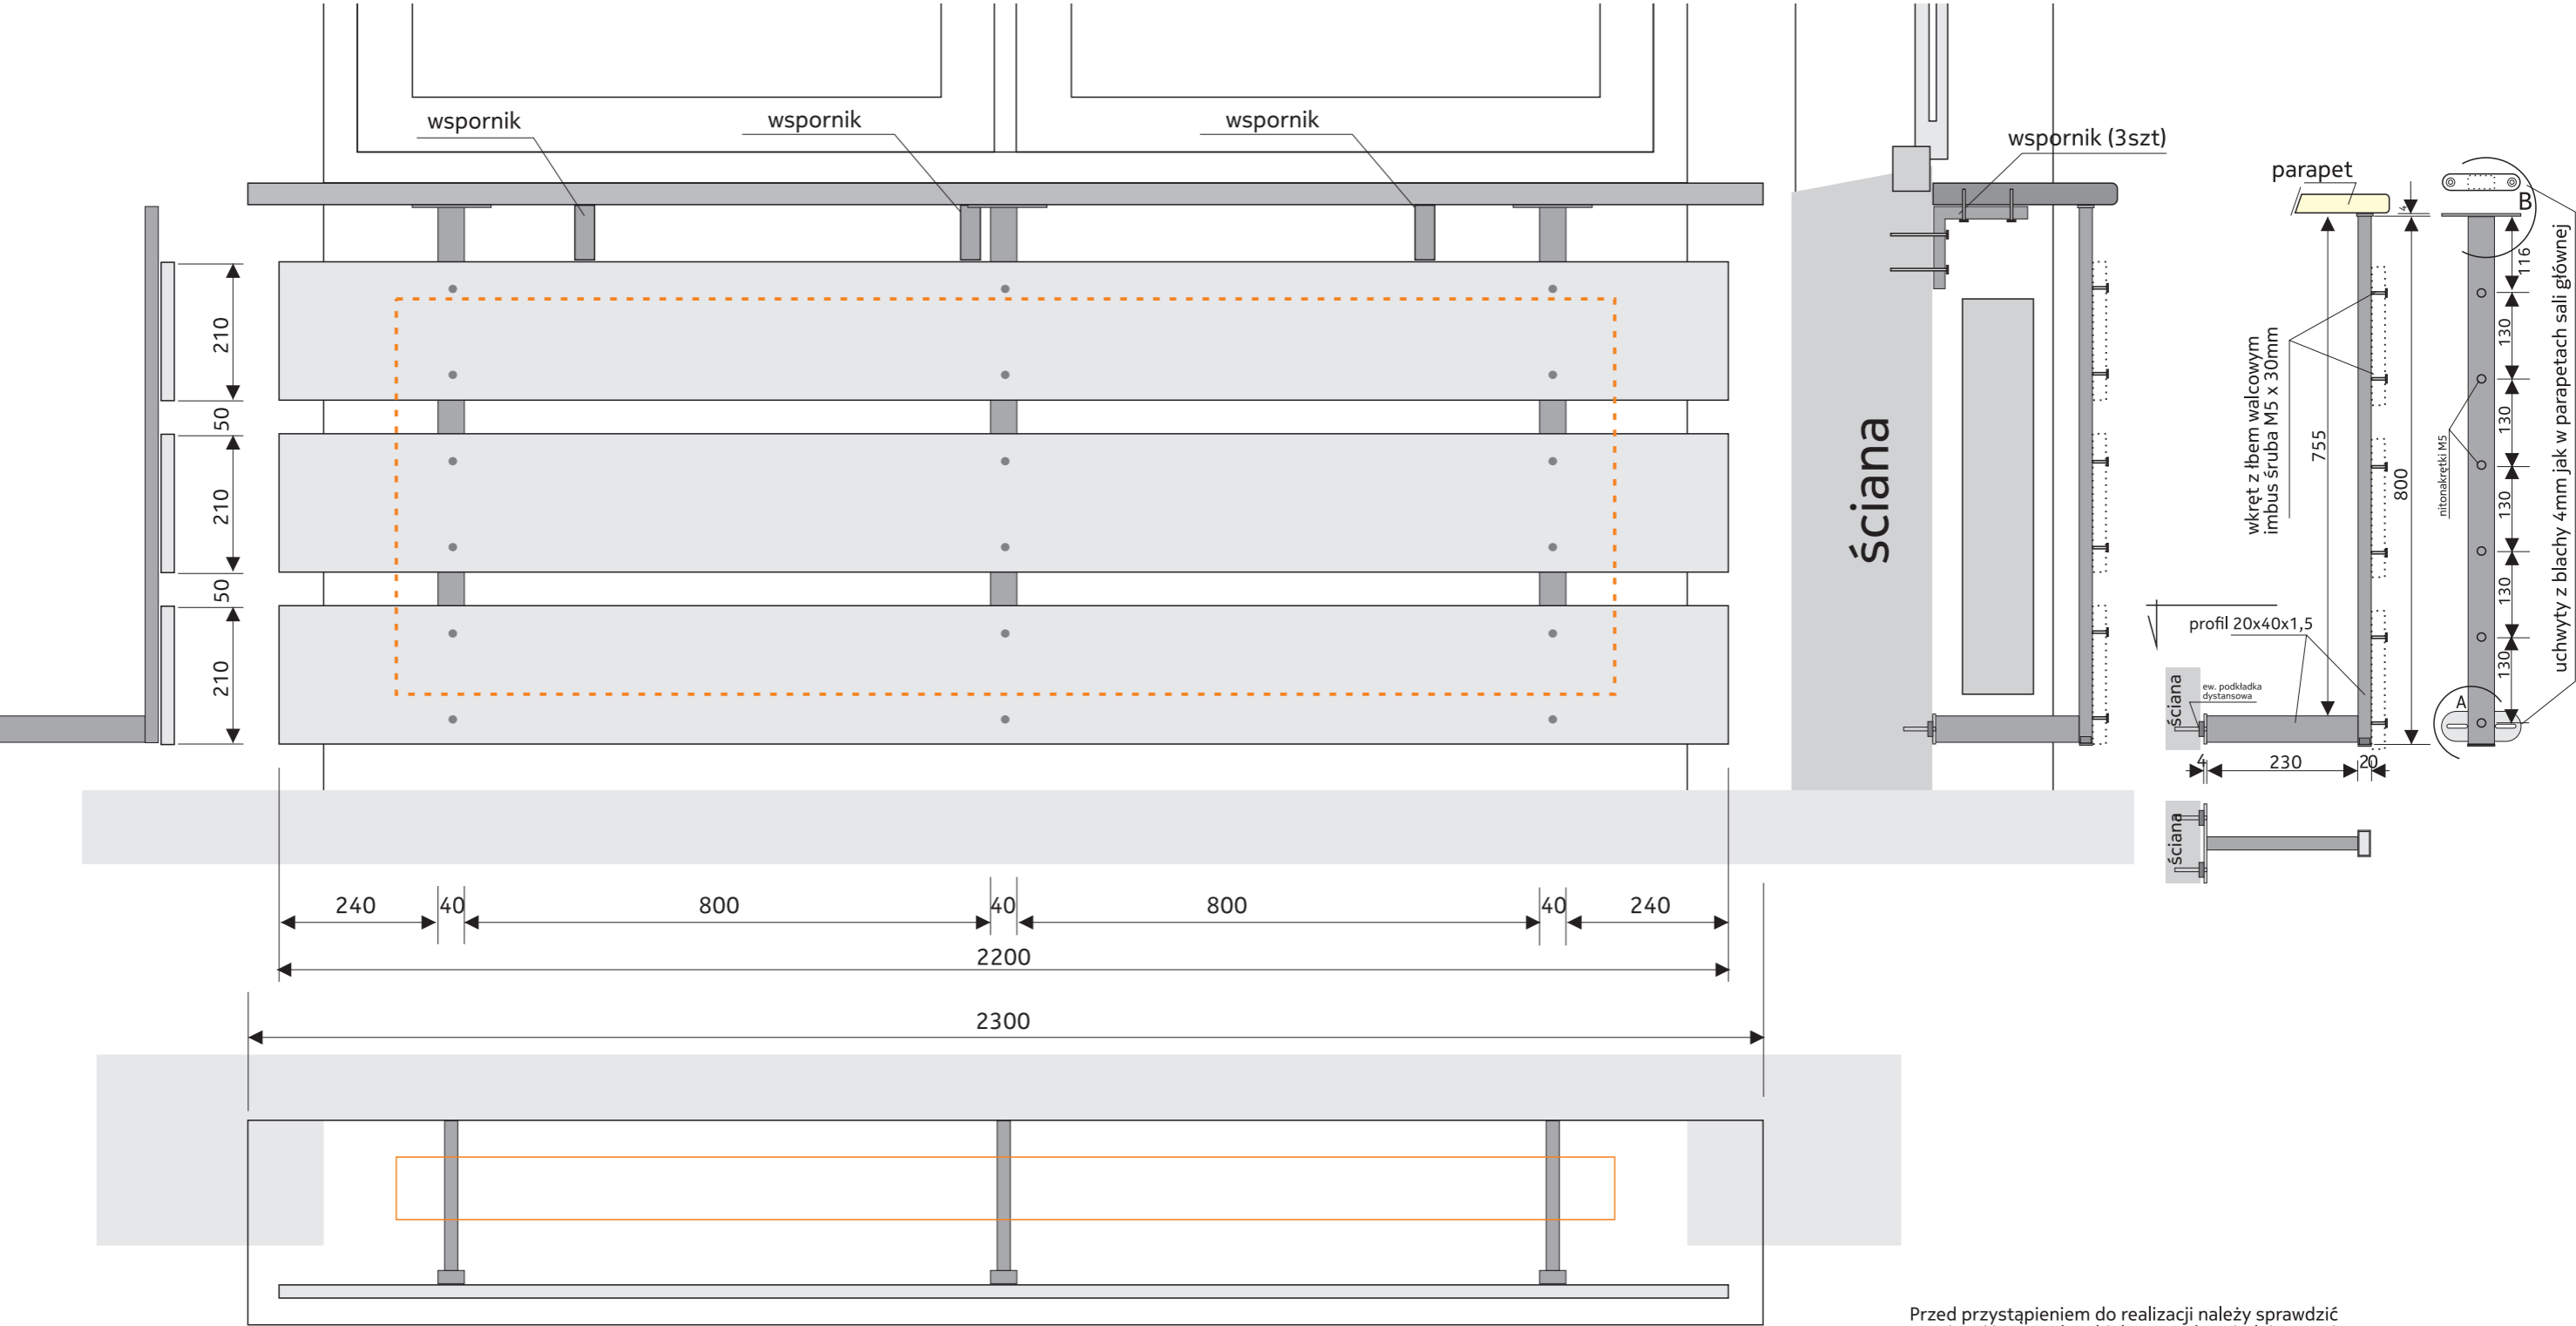 wspornik
wspornik
wspornik
wspornik (3szt)
parapet
B
4
116
130
130
130
130
130
uchwyty z blachy 4mm jak w parapetach sali głównej
nitonakrętki M5
800
755
wkręt z łbem walcowym
imbus śruba M5 x 30mm
profil 20x40x1,5
ściana
ew. podkładka
dystansowa
A
4
230
20
ściana
ściana
210
50
210
50
210
240
40
800
40
800
40
240
2200
2300
Przed przystąpieniem do realizacji należy sprawdzić